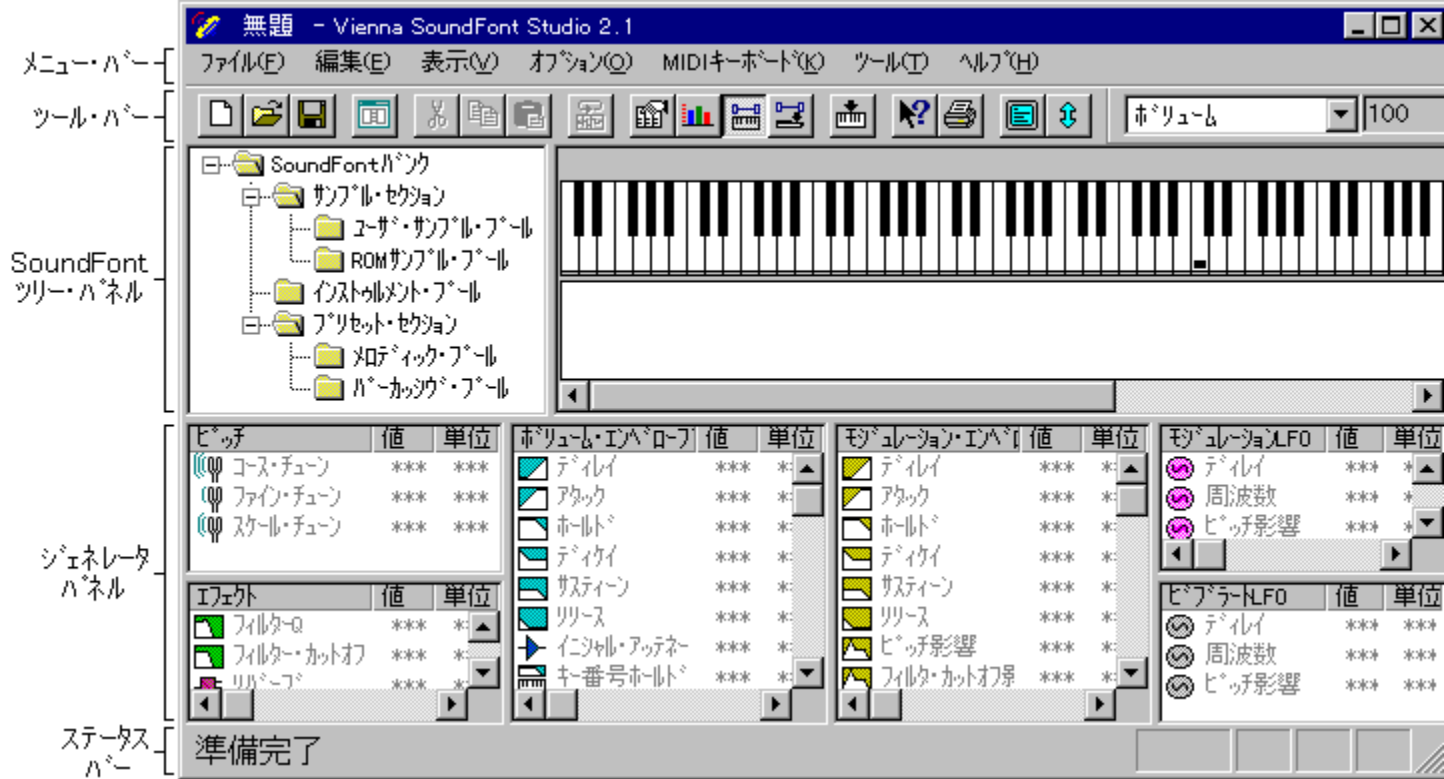 無題 - Vienna SoundFont Studio 2.1
メニュー・バー
ファイル(F) 編集(E) 表示(V) オプション(O) MIDIキーボード(K) ツール(T) ヘルプ(H)
ツール・バー
ボリューム 100
SoundFont
ツリー・パネル
SoundFontバンク
サンプル・セクション
ユーザ・サンプル・プール
ROMサンプル・プール
インストゥルメント・プール
プリセット・セクション
メロディック・プール
パーカッシヴ・プール
ジェネレータ
パネル
ピッチ 値 単位
コース・チューン *** ***
ファイン・チューン *** ***
スケール・チューン *** ***
エフェクト 値 単位
フィルターQ *** *
フィルター・カットオフ *** *
リバーブ *** *
ボリューム・エンベロープ 値 単位
ディレイ *** *
アタック *** *
ホールド *** *
ディケイ *** *
サスティーン *** *
リリース *** *
イニシャル・アッテネー *** *
キー番号ホールド *** *
モジュレーション・エンベロ 値 単位
ディレイ *** *
アタック *** *
ホールド *** *
ディケイ *** *
サスティーン *** *
リリース *** *
ピッチ影響 *** *
フィルタ・カットオフ影 *** *
モジュレーションLFO 値 単位
ディレイ *** *
周波数 *** *
ピッチ影響 *** *
ビブラートLFO 値 単位
ディレイ *** ***
周波数 *** ***
ピッチ影響 *** ***
ステータス
バー
準備完了